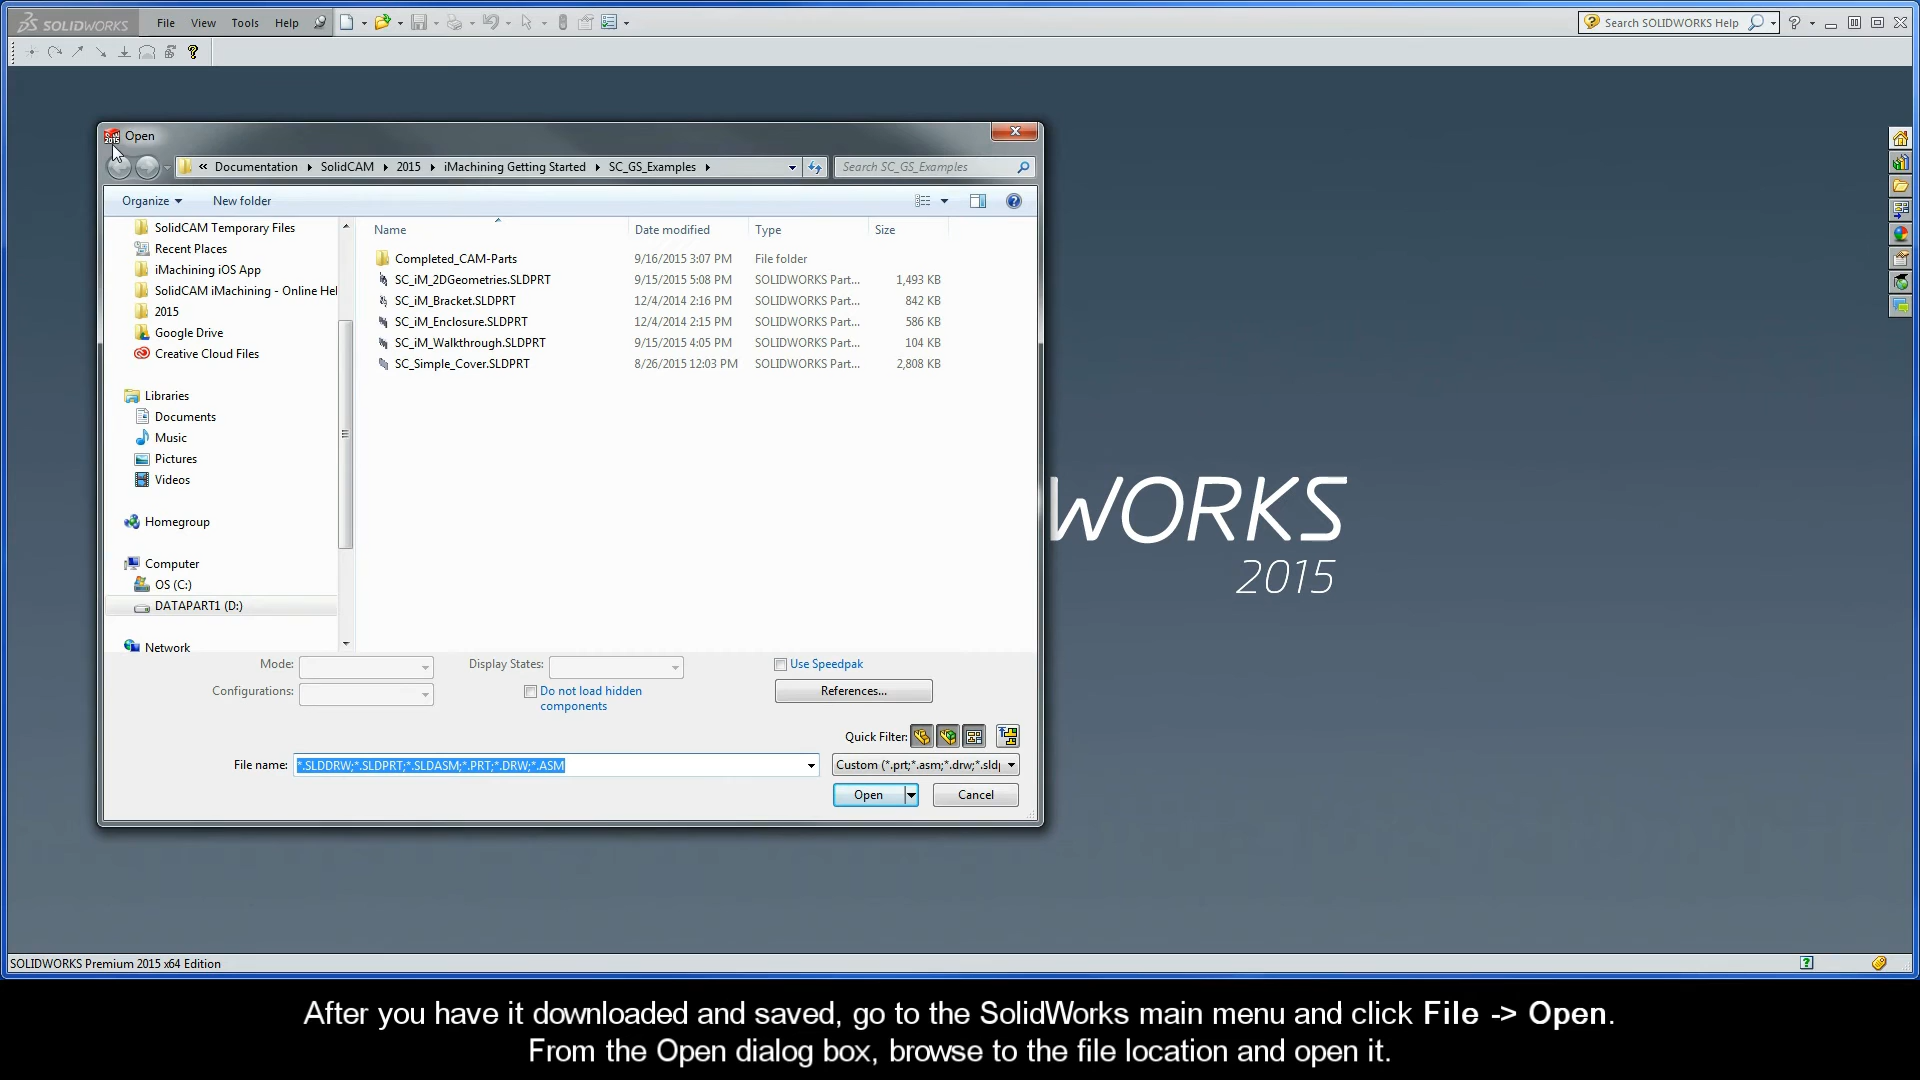 SOLIDWORKS File View Tools Help Search SOLIDWORKS Help
Open
« Documentation SolidCAM 2015 iMachining Getting Started SC_GS_Examples Search SC_GS_Examples
Organize New folder
Name Date modified Type Size
SolidCAM Temporary Files
Recent Places
iMachining iOS App
SolidCAM iMachining - Online Hel
2015
Google Drive
Creative Cloud Files
Libraries
Documents
Music
Pictures
Videos
Homegroup
Computer
OS (C:)
DATAPART1 (D:)
Network
Completed_CAM-Parts 9/16/2015 3:07 PM File folder
SC_iM_2DGeometries.SLDPRT 9/15/2015 5:08 PM SOLIDWORKS Part... 1,493 KB
SC_iM_Bracket.SLDPRT 12/4/2014 2:16 PM SOLIDWORKS Part... 842 KB
SC_iM_Enclosure.SLDPRT 12/4/2014 2:15 PM SOLIDWORKS Part... 586 KB
SC_iM_Walkthrough.SLDPRT 9/15/2015 4:05 PM SOLIDWORKS Part... 104 KB
SC_Simple_Cover.SLDPRT 8/26/2015 12:03 PM SOLIDWORKS Part... 2,808 KB
WORKS
2015
Mode: Display States: Use Speedpak
Configurations: Do not load hidden
components
References...
Quick Filter:
File name: *.SLDDRW;*.SLDPRT;*.SLDASM;*.PRT;*.DRW;*.ASM Custom (*.prt;*.asm;*.drw;*.sldp
Open Cancel
SOLIDWORKS Premium 2015 x64 Edition
After you have it downloaded and saved, go to the SolidWorks main menu and click File -> Open.
From the Open dialog box, browse to the file location and open it.